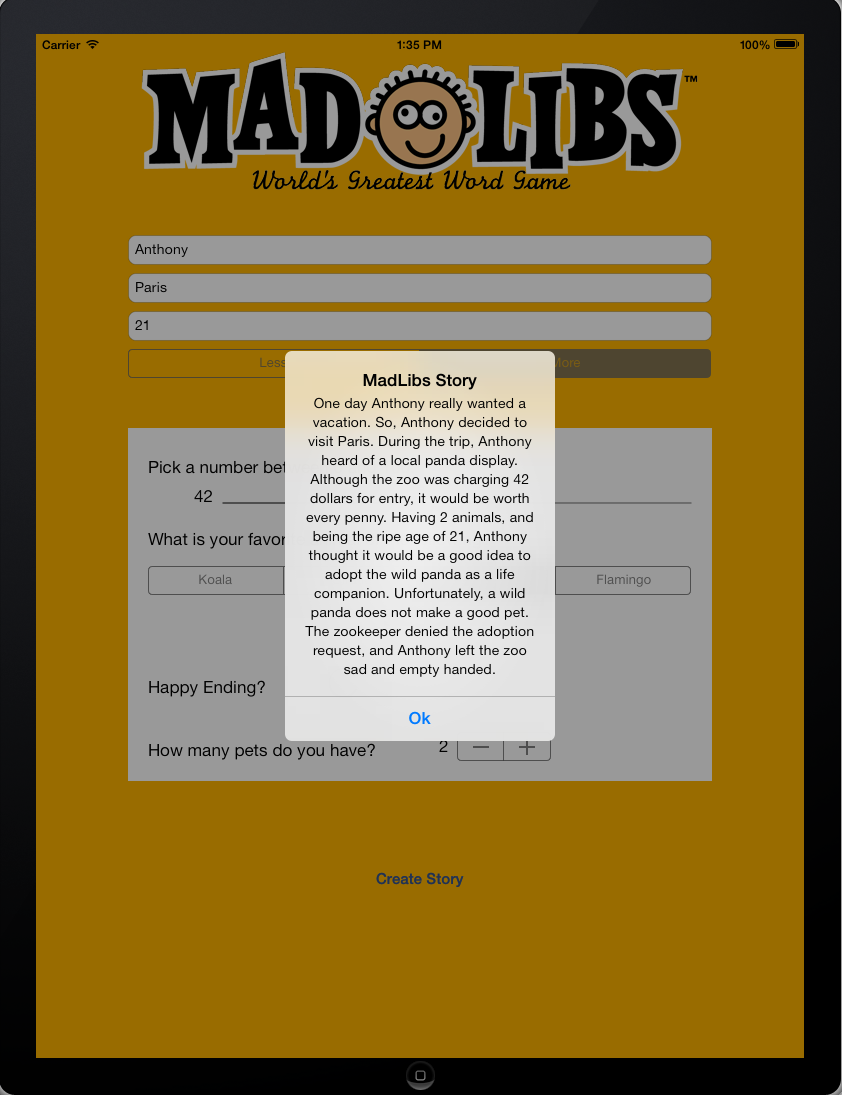 Carrier 1:35 PM 100%
MAD LIBS ™
World's Greatest Word Game
Anthony
Paris
21
Less More
MadLibs Story
One day Anthony really wanted a
vacation. So, Anthony decided to
visit Paris. During the trip, Anthony
heard of a local panda display.
Although the zoo was charging 42
dollars for entry, it would be worth
every penny. Having 2 animals, and
being the ripe age of 21, Anthony
thought it would be a good idea to
adopt the wild panda as a life
companion. Unfortunately, a wild
panda does not make a good pet.
The zookeeper denied the adoption
request, and Anthony left the zoo
sad and empty handed.
Ok
Pick a number
42
What is your
Koala Flamingo
Happy Ending?
How many pets do you have? 2 — +
Create Story